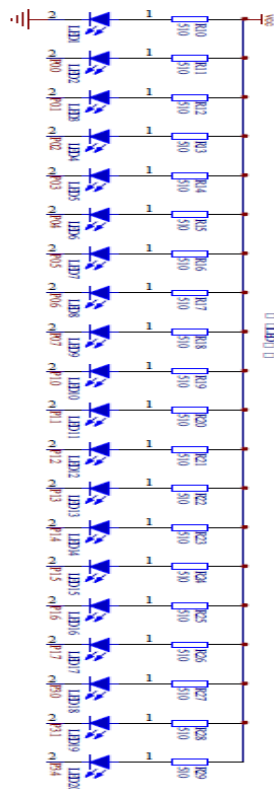 VCC
2 LED1 1 R10 510
2 P00 LED2 1 R11 510
2 P01 LED3 1 R12 510
2 P02 LED4 1 R13 510
2 P03 LED5 1 R14 510
2 P04 LED6 1 R15 510
2 P05 LED7 1 R16 510
2 P06 LED8 1 R17 510
2 P07 LED9 1 R18 510
2 P10 LED10 1 R19 510
2 P11 LED11 1 R20 510
2 P12 LED12 1 R21 510
2 P13 LED13 1 R22 510
2 P14 LED14 1 R23 510
2 P15 LED15 1 R24 510
2 P16 LED16 1 R25 510
2 P17 LED17 1 R26 510
2 P30 LED18 1 R27 510
2 P31 LED19 1 R28 510
2 P34 LED20 1 R29 510